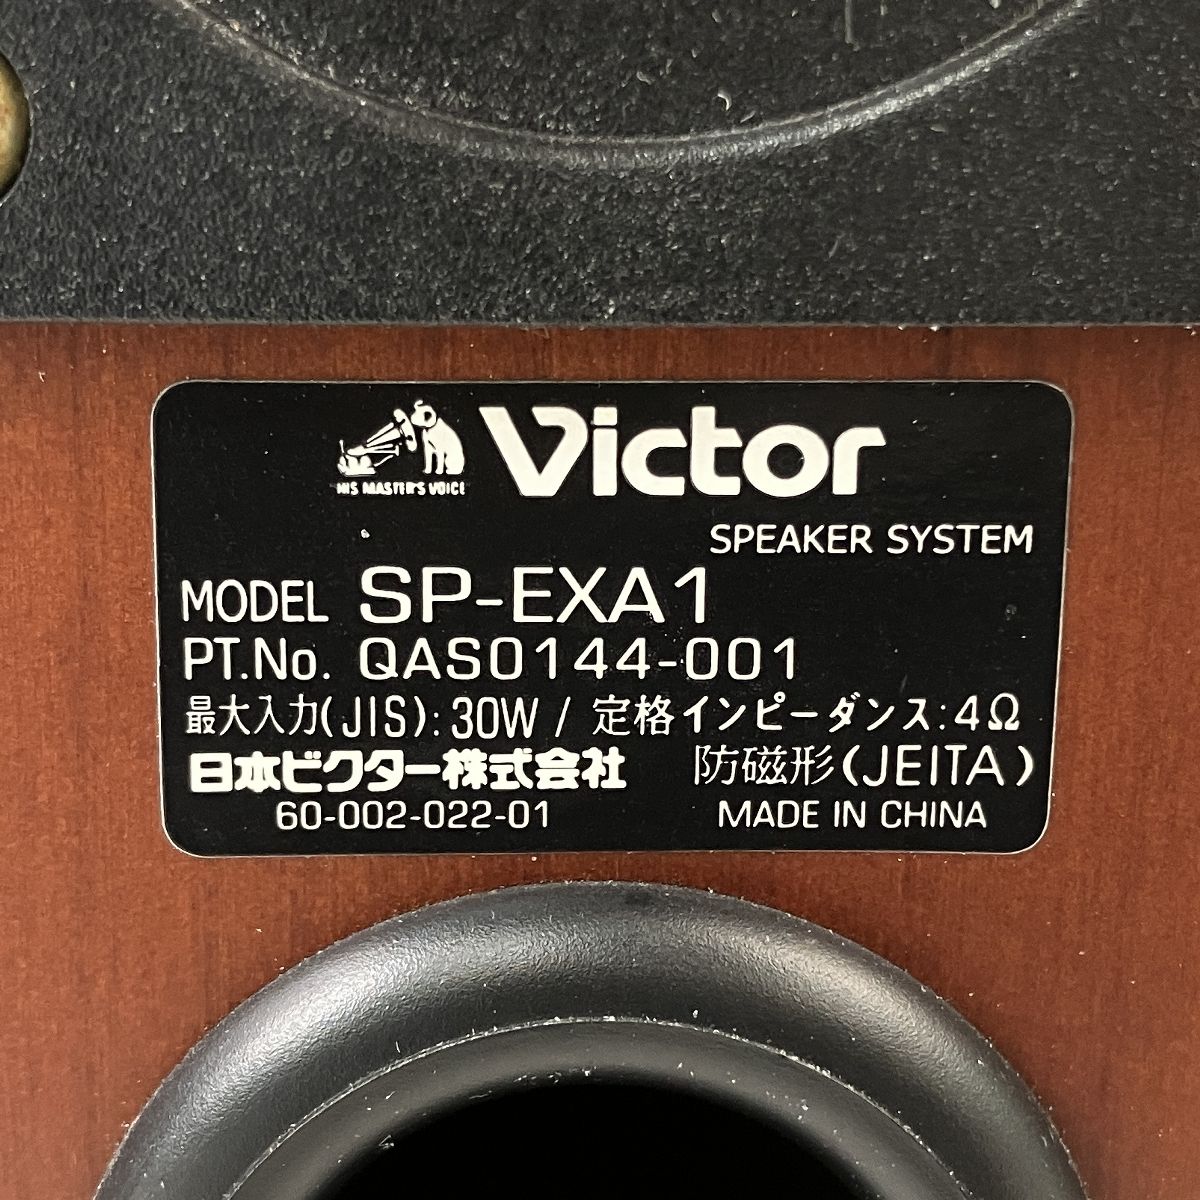 HIS MASTER'S VOICE
Victor
SPEAKER SYSTEM
MODEL SP-EXA1
PT.No. QAS0144-001
最大入力(JIS): 30W / 定格インピーダンス: 4Ω
日本ビクター株式会社 防磁形(JEITA)
60-002-022-01 MADE IN CHINA